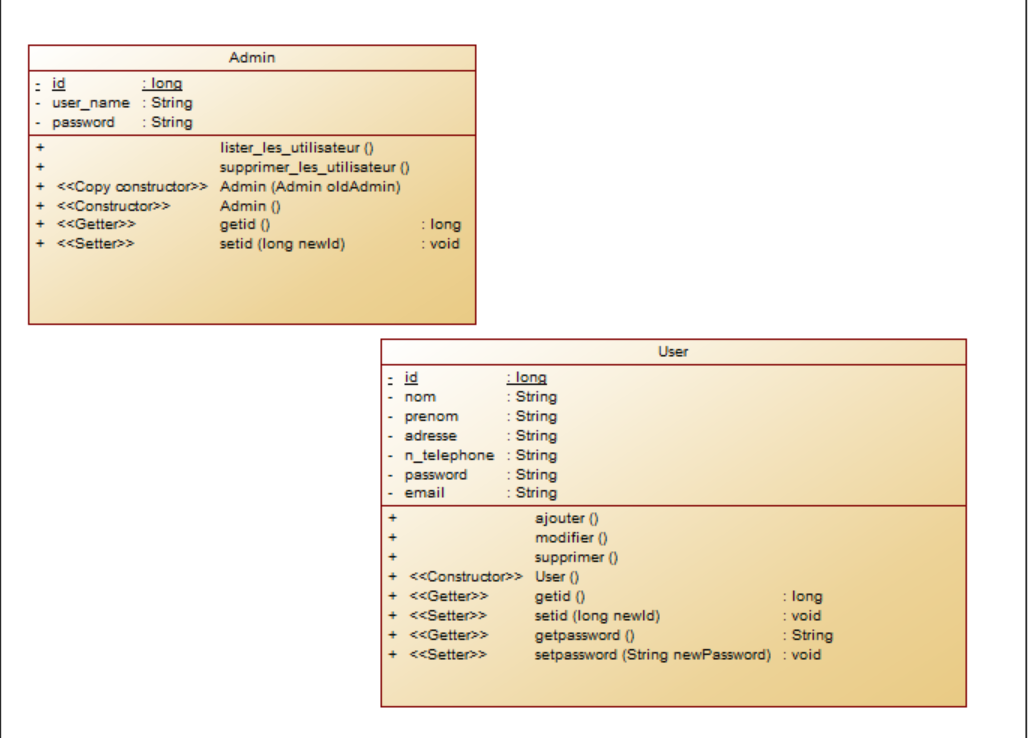 Admin
- id : long
- user_name : String
- password : String
+ lister_les_utilisateur ()
+ supprimer_les_utilisateur ()
+ <<Copy constructor>> Admin (Admin oldAdmin)
+ <<Constructor>> Admin ()
+ <<Getter>> getid () : long
+ <<Setter>> setid (long newId) : void
User
- id : long
- nom : String
- prenom : String
- adresse : String
- n_telephone : String
- password : String
- email : String
+ ajouter ()
+ modifier ()
+ supprimer ()
+ <<Constructor>> User ()
+ <<Getter>> getid () : long
+ <<Setter>> setid (long newId) : void
+ <<Getter>> getpassword () : String
+ <<Setter>> setpassword (String newPassword) : void